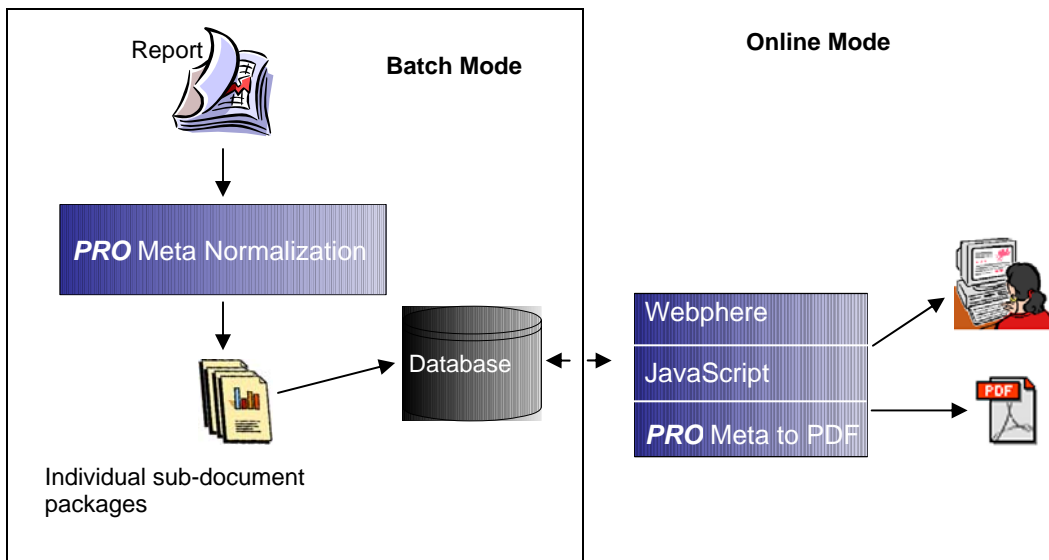 Report
Batch Mode
Online Mode
PRO Meta Normalization
Database
Individual sub-document
packages
Webphere
JavaScript
PRO Meta to PDF
PDF